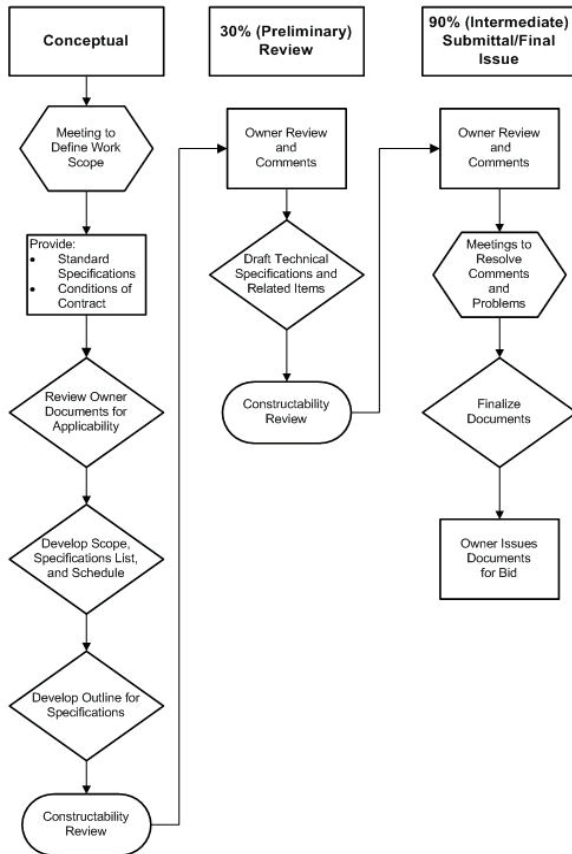 Conceptual
Meeting to
Define Work
Scope
Provide:
• Standard
Specifications
• Conditions of
Contract
Review Owner
Documents for
Applicability
Develop Scope,
Specifications List,
and Schedule
Develop Outline for
Specifications
Constructability
Review
30% (Preliminary)
Review
Owner Review
and
Comments
Draft Technical
Specifications and
Related Items
Constructability
Review
90% (Intermediate)
Submittal/Final
Issue
Owner Review
and
Comments
Meetings to
Resolve
Comments and
Problems
Finalize
Documents
Owner Issues
Documents
for Bid